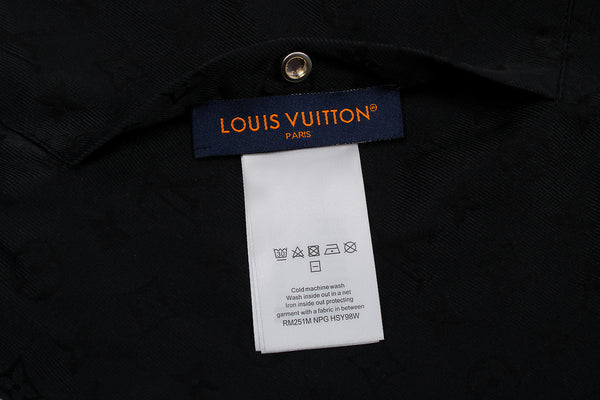 LOUIS VUITTON
PARIS
Cold machine wash
Wash inside out in a net
Iron inside out protecting
garment with a fabric in between
RM251M NPG HSY98W